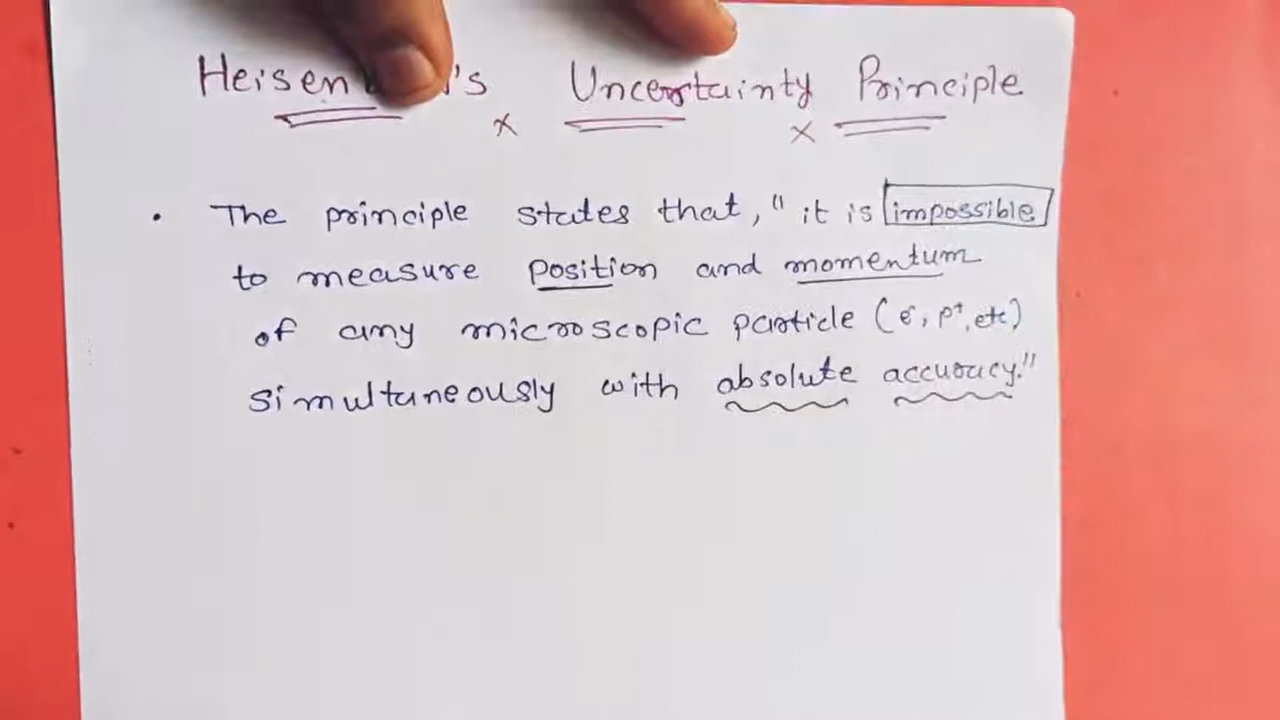 Heisen 's Uncertainty Principle
. The principle states that, "it is impossible
to measure position and momentum
of any microscopic particle (e⁻, p⁺, etc)
simultaneously with absolute accuracy."